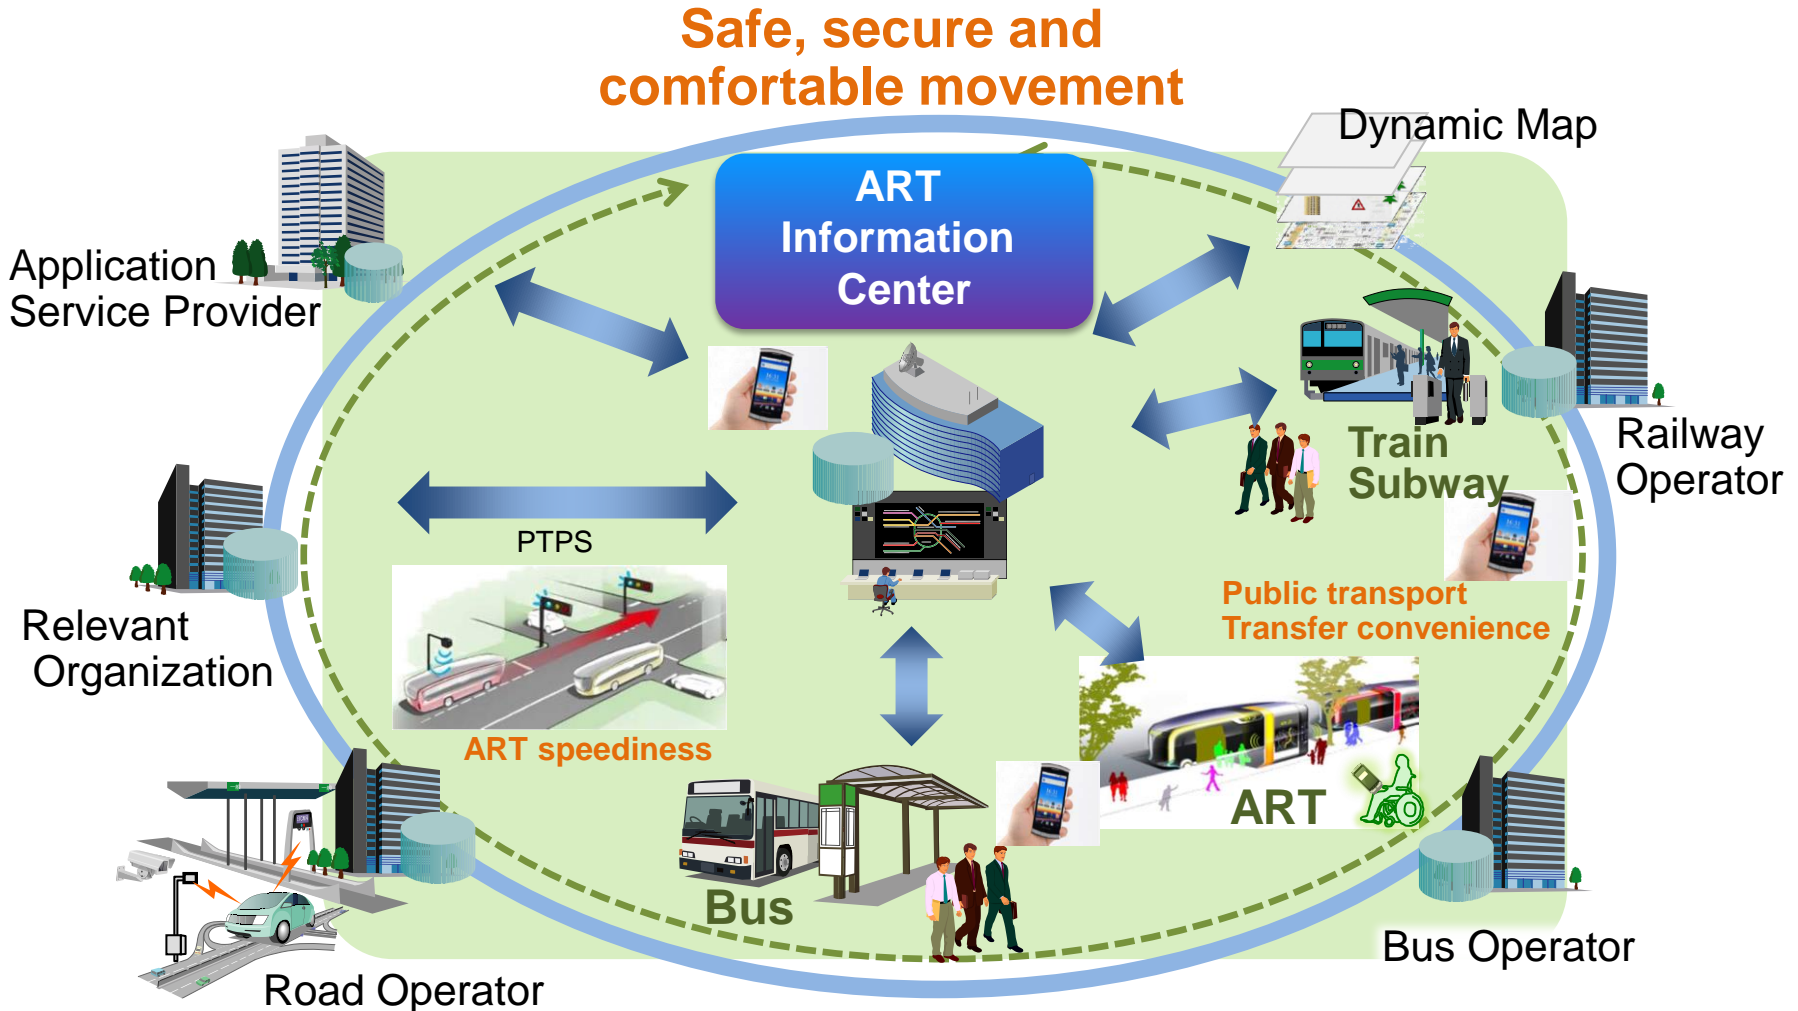 Safe, secure and
comfortable movement
Dynamic Map
ART
Information
Center
Application
Service Provider
Train
Subway
Railway
Operator
PTPS
Public transport
Transfer convenience
Relevant
Organization
ART speediness
ART
Bus
Bus Operator
Road Operator